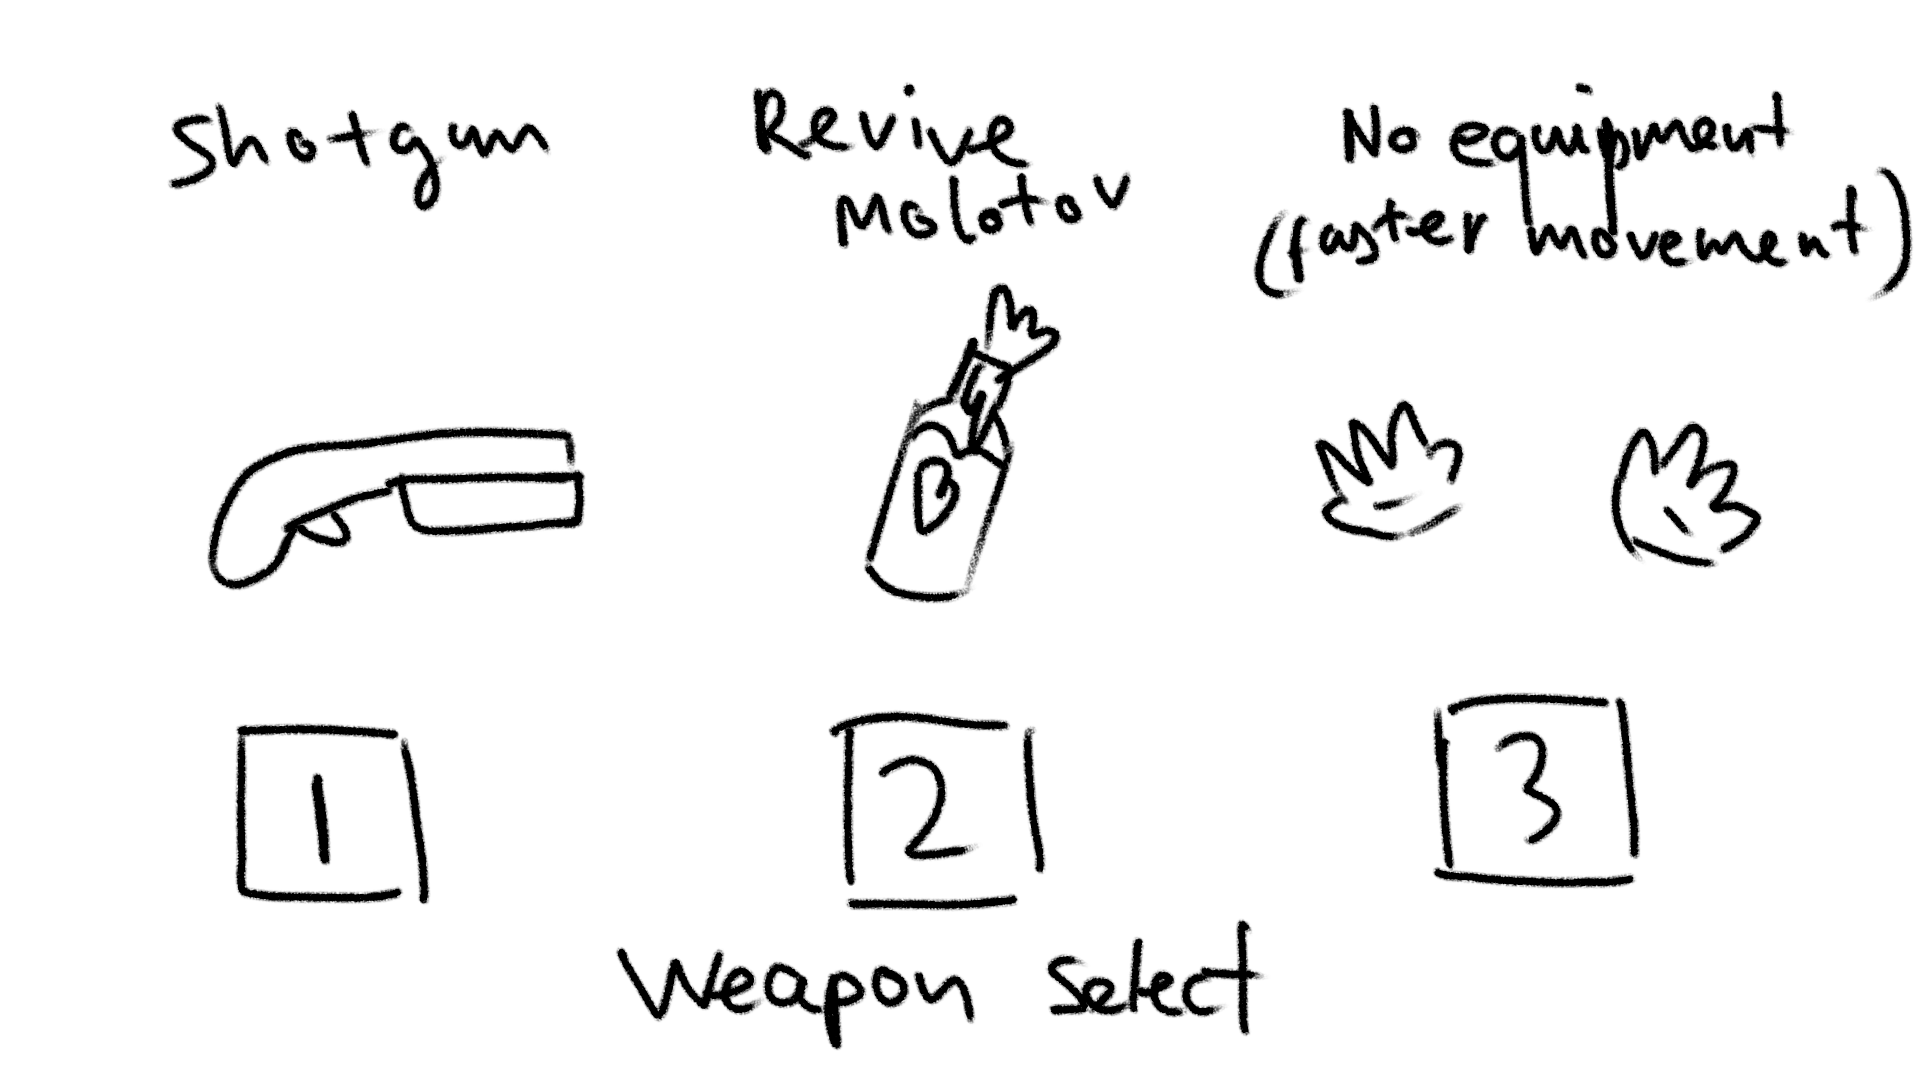 Shotgun
Revive
Molotov
No equipment
(faster movement)
1
2
3
Weapon Select